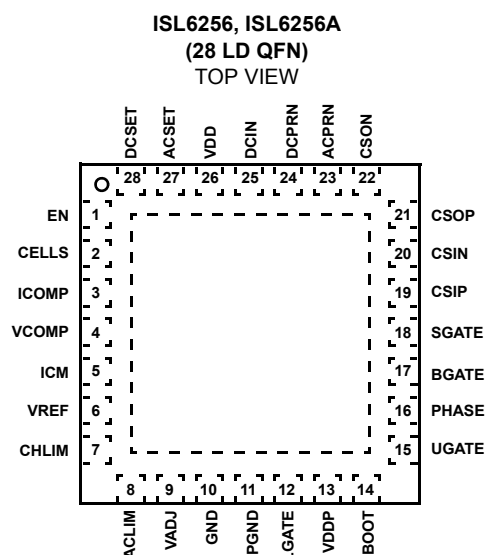 ISL6256, ISL6256A
(28 LD QFN)
TOP VIEW
DCSET
ACSET
VDD
DCIN
DCPRN
ACPRN
CSON
28 27 26 25 24 23 22
EN 1
CELLS 2
ICOMP 3
VCOMP 4
ICM 5
VREF 6
CHLIM 7
21 CSOP
20 CSIN
19 CSIP
18 SGATE
17 BGATE
16 PHASE
15 UGATE
8 9 10 11 12 13 14
ACLIM
VADJ
GND
PGND
LGATE
VDDP
BOOT